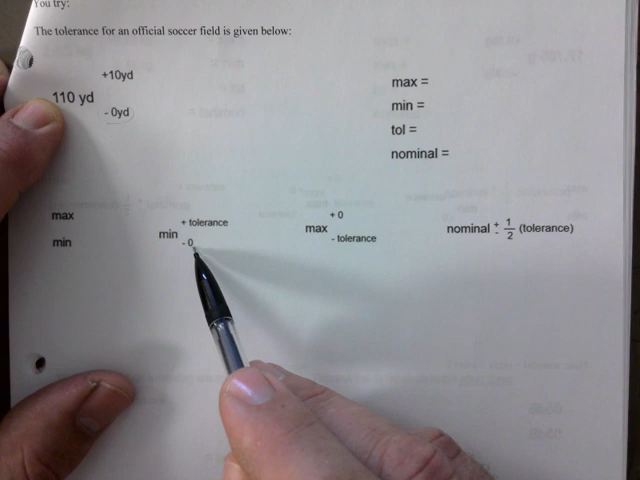 You try:
The tolerance for an official soccer field is given below:
+10yd
110 yd
- 0yd
max =
min =
tol =
nominal =
max
min
+ tolerance
min
- 0
+ 0
max
- tolerance
nominal ± 1/2 (tolerance)